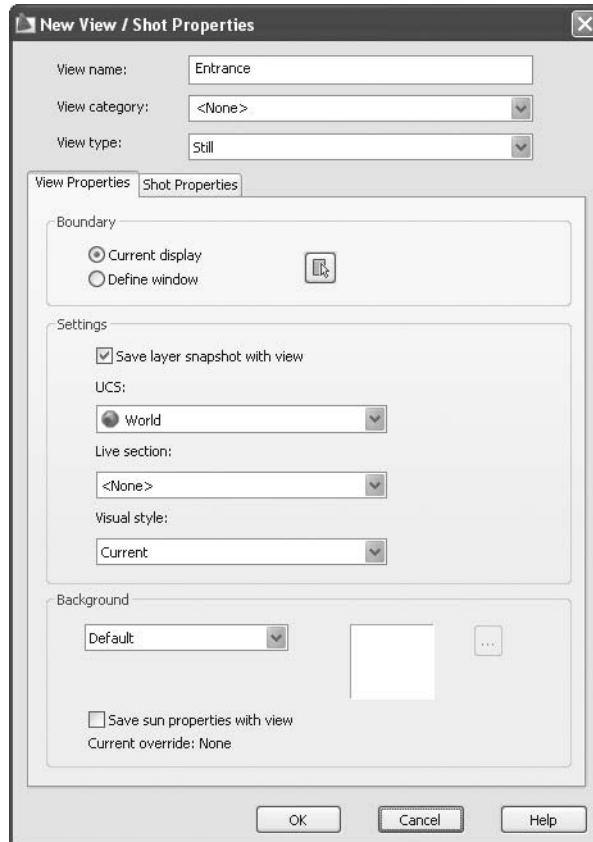 New View / Shot Properties
View name: Entrance
View category: <None>
View type: Still
View Properties Shot Properties
Boundary
Current display
Define window
Settings
Save layer snapshot with view
UCS:
World
Live section:
<None>
Visual style:
Current
Background
Default
...
Save sun properties with view
Current override: None
OK Cancel Help